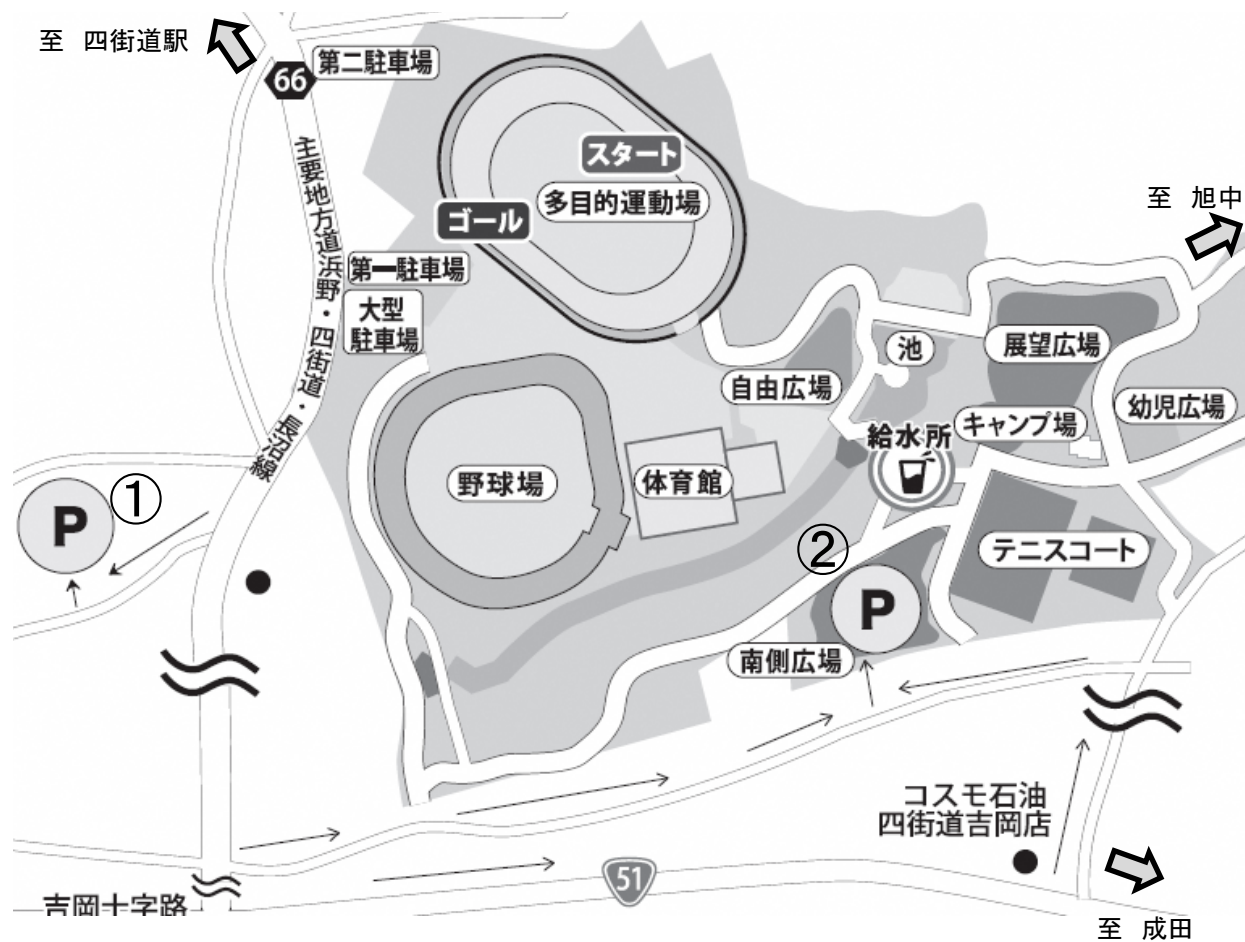 至 四街道駅
66
第二駐車場
スタート
多目的運動場
ゴール
至 旭中
主要地方道浜野・四街道・長沼線
第一駐車場
大型
駐車場
池
展望広場
自由広場
幼児広場
キャンプ場
給水所
野球場
体育館
P
①
②
テニスコート
P
南側広場
コスモ石油
四街道吉岡店
51
吉岡十字路
至 成田